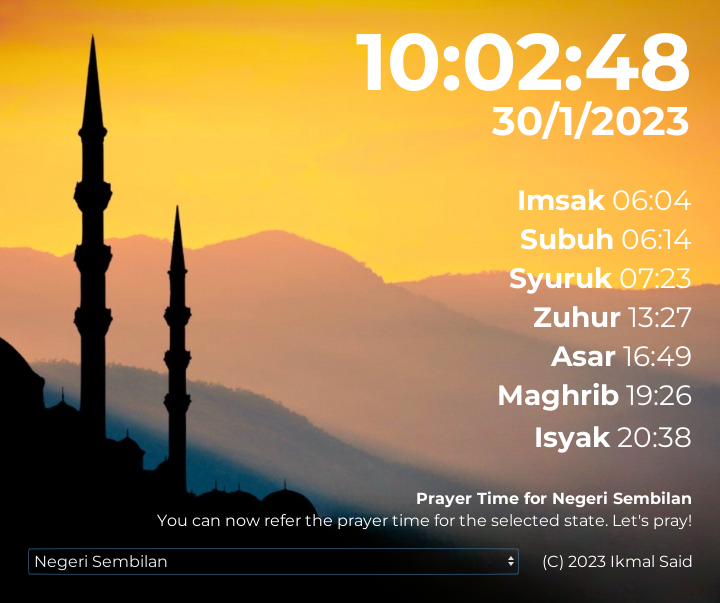 10:02:48
30/1/2023
Imsak 06:04
Subuh 06:14
Syuruk 07:23
Zuhur 13:27
Asar 16:49
Maghrib 19:26
Isyak 20:38
Prayer Time for Negeri Sembilan
You can now refer the prayer time for the selected state. Let's pray!
Negeri Sembilan
(C) 2023 Ikmal Said